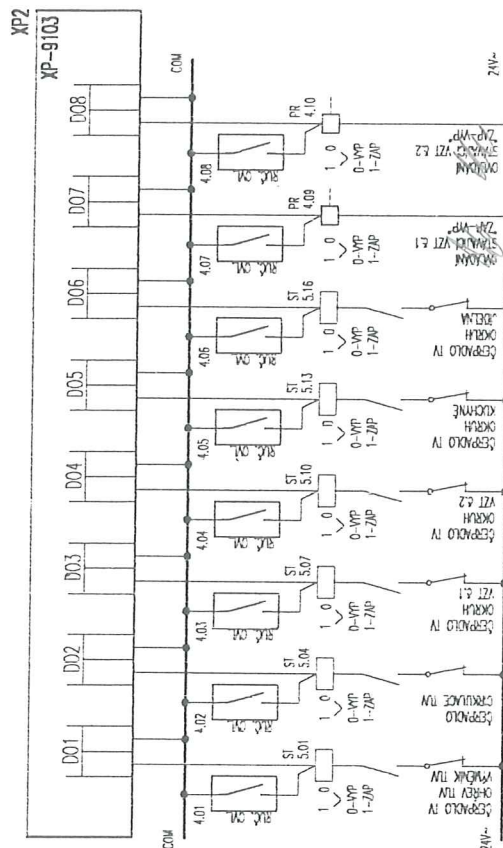 XP2
XP-9103
DO1
DO2
DO3
DO4
DO5
DO6
DO7
DO8
COM
COM
4.01
RUČ. OVL.
ST
5.01
1 0
0-VYP
1-ZAP
ČERPADLO TV
OHŘEV TUV
VÝMĚNÍK TUV
4.02
RUČ. OVL.
ST
5.04
1 0
0-VYP
1-ZAP
ČERPADLO
CIRKULACE TUV
4.03
RUČ. OVL.
ST
5.07
1 0
0-VYP
1-ZAP
ČERPADLO TV
OKRUH
VZT 6.1
4.04
RUČ. OVL.
ST
5.10
1 0
0-VYP
1-ZAP
ČERPADLO TV
OKRUH
VZT 6.2
4.05
RUČ. OVL.
ST
5.13
1 0
0-VYP
1-ZAP
ČERPADLO TV
OKRUH
KUCHYNĚ
4.06
RUČ. OVL.
ST
5.16
1 0
0-VYP
1-ZAP
ČERPADLO TV
OKRUH
JÍDELNA
4.07
RUČ. OVL.
PR
4.09
1 0
0-VYP
1-ZAP
OVLÁDÁNÍ
STÁVAJÍCÍ VZT 6.1
"ZAP-VYP"
4.08
RUČ. OVL.
PR
4.10
1 0
0-VYP
1-ZAP
OVLÁDÁNÍ
STÁVAJÍCÍ VZT 6.2
"ZAP-VYP"
24V~
24V~